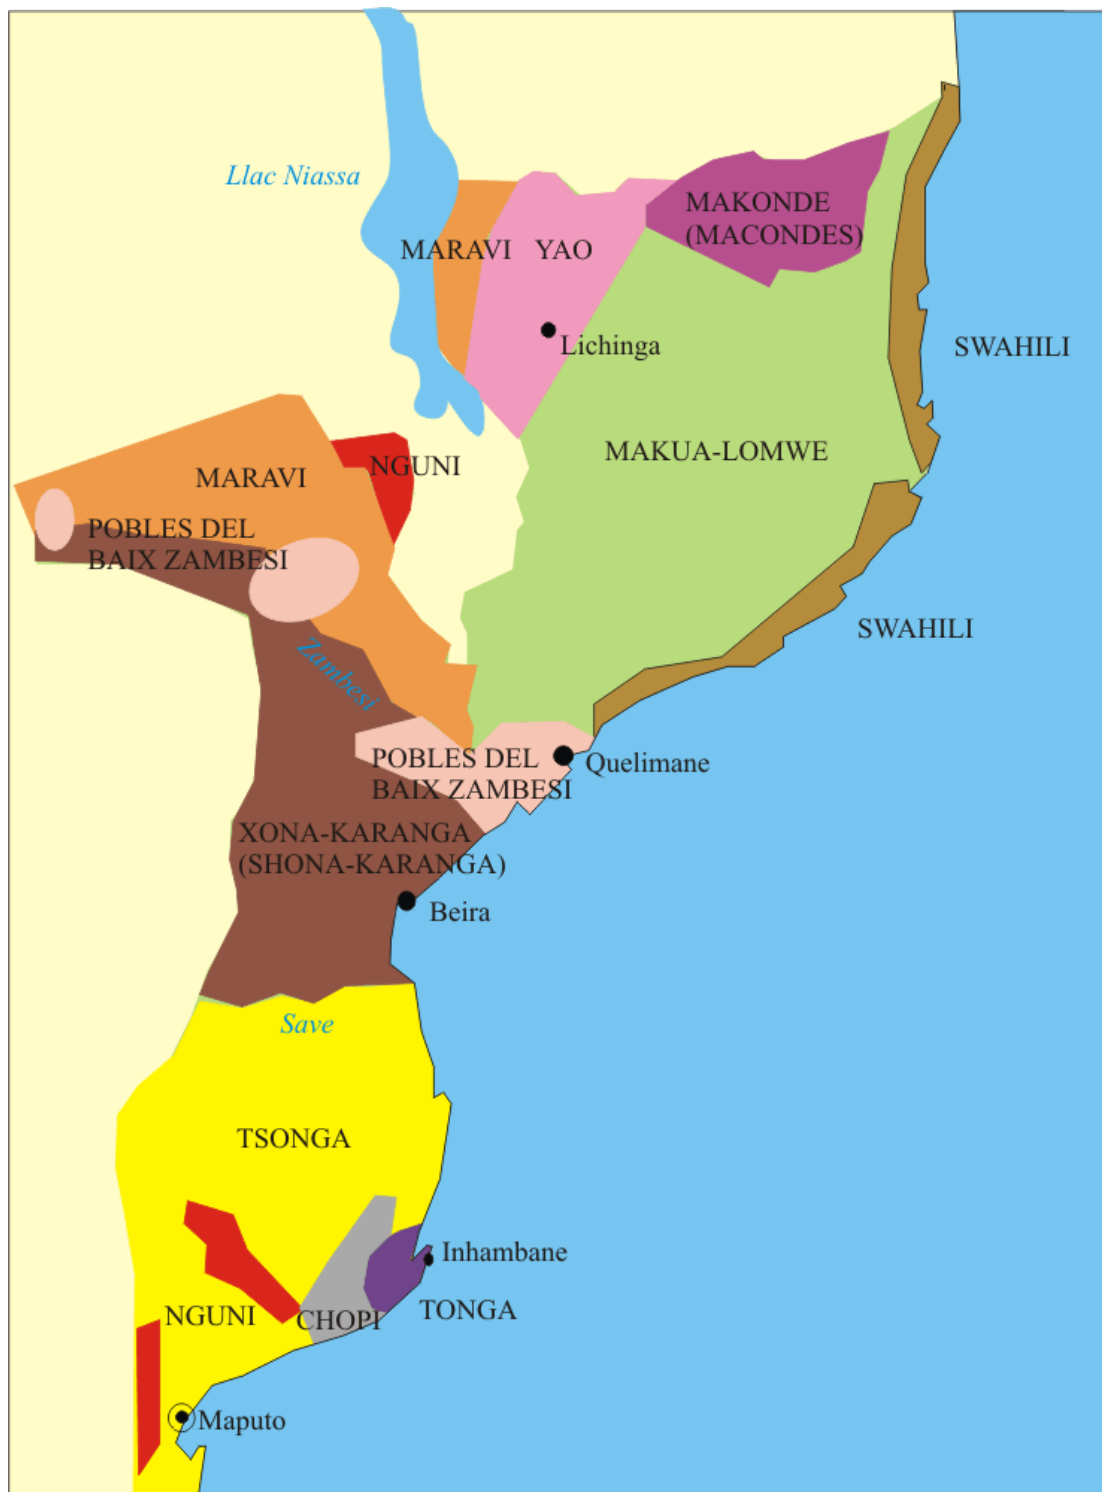 Llac Niassa
MAKONDE
(MACONDES)
MARAVI
YAO
Lichinga
SWAHILI
MAKUA-LOMWE
NGUNI
MARAVI
POBLES DEL
BAIX ZAMBESI
SWAHILI
Zambesi
POBLES DEL
BAIX ZAMBESI
Quelimane
XONA-KARANGA
(SHONA-KARANGA)
Beira
Save
TSONGA
Inhambane
NGUNI
CHOPI
TONGA
Maputo